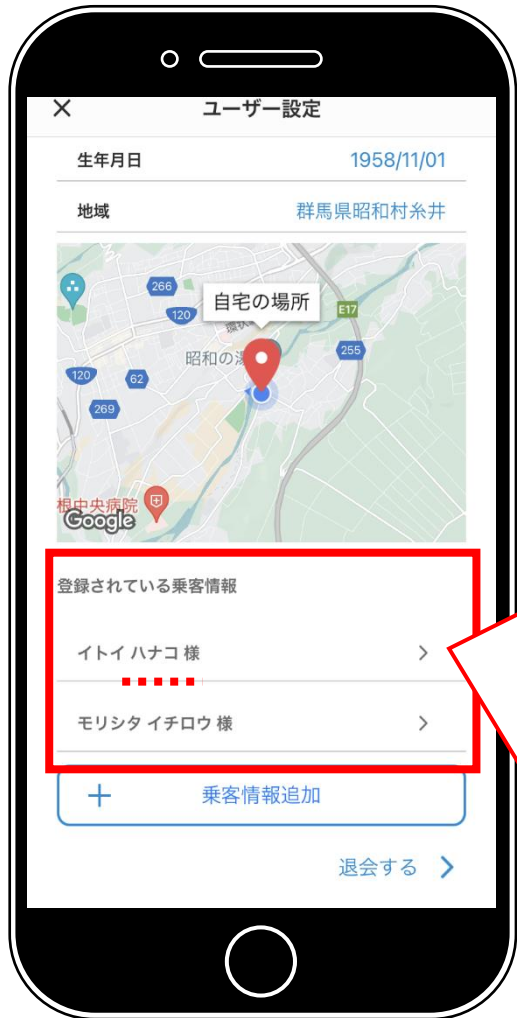 ユーザー設定
生年月日 1958/11/01
地域 群馬県昭和村糸井
266
自宅の場所
120
E17
環状
昭和の湯
255
120
62
269
根中央病院
Google
登録されている乗客情報
イトイ ハナコ 様
モリシタ イチロウ 様
乗客情報追加
退会する